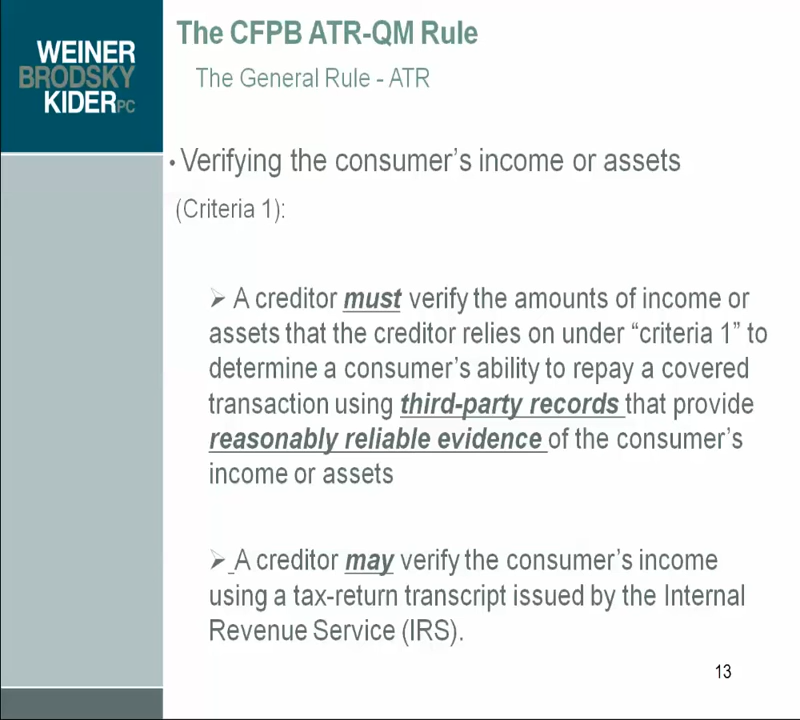 The CFPB ATR-QM Rule
The General Rule - ATR
WEINER
BRODSKY
KIDER PC
• Verifying the consumer’s income or assets
(Criteria 1):
➢ A creditor must verify the amounts of income or
assets that the creditor relies on under “criteria 1” to
determine a consumer’s ability to repay a covered
transaction using third-party records that provide
reasonably reliable evidence of the consumer’s
income or assets
➢ A creditor may verify the consumer’s income
using a tax-return transcript issued by the Internal
Revenue Service (IRS).
13